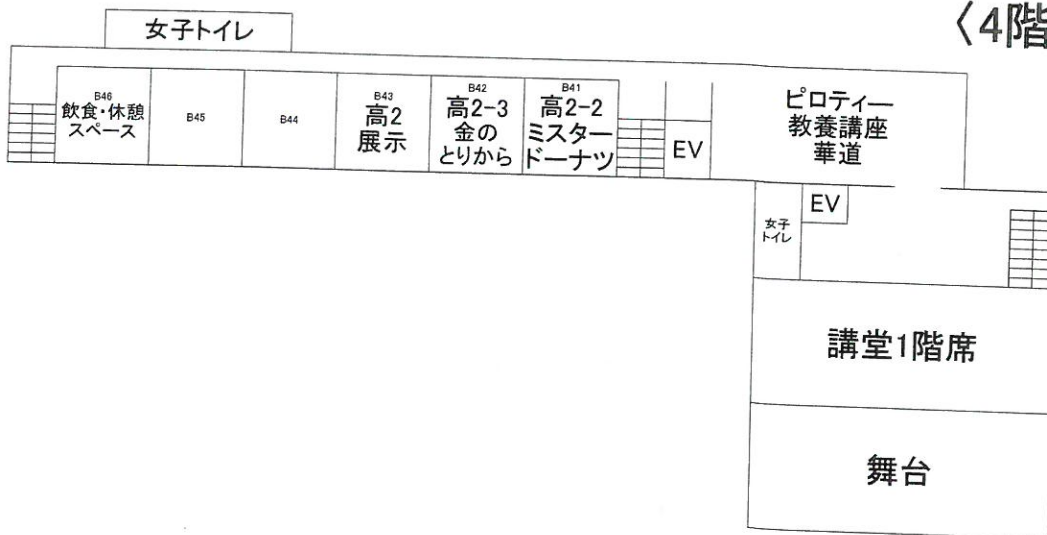 〈4階
女子トイレ
B46
飲食・休憩
スペース
B45
B44
B43
高2
展示
B42
高2-3
金の
とりから
B41
高2-2
ミスター
ドーナツ
EV
ピロティー
教養講座
華道
女子
トイレ
EV
講堂1階席
舞台